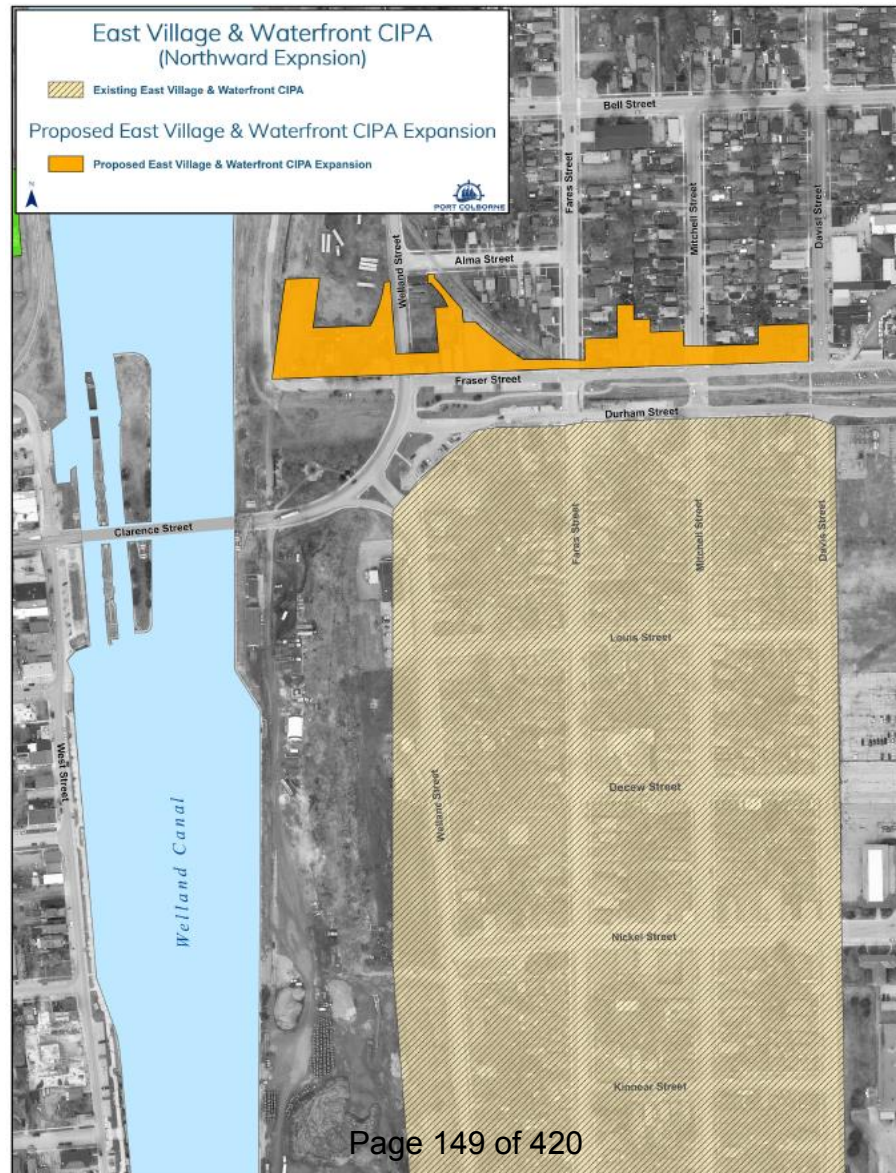 East Village & Waterfront CIPA
(Northward Expnsion)
Existing East Village & Waterfront CIPA
Proposed East Village & Waterfront CIPA Expansion
Proposed East Village & Waterfront CIPA Expansion
N
PORT COLBORNE
Bell Street
Fares Street
Mitchell Street
Davisl Street
Welland Street
Alma Street
Fraser Street
Durham Street
Clarence Street
Fares Street
Mitchell Street
Davis Street
Louis Street
West Street
Welland Canal
Welland Street
Decew Street
Nickel Street
Kinnear Street
Page 149 of 420